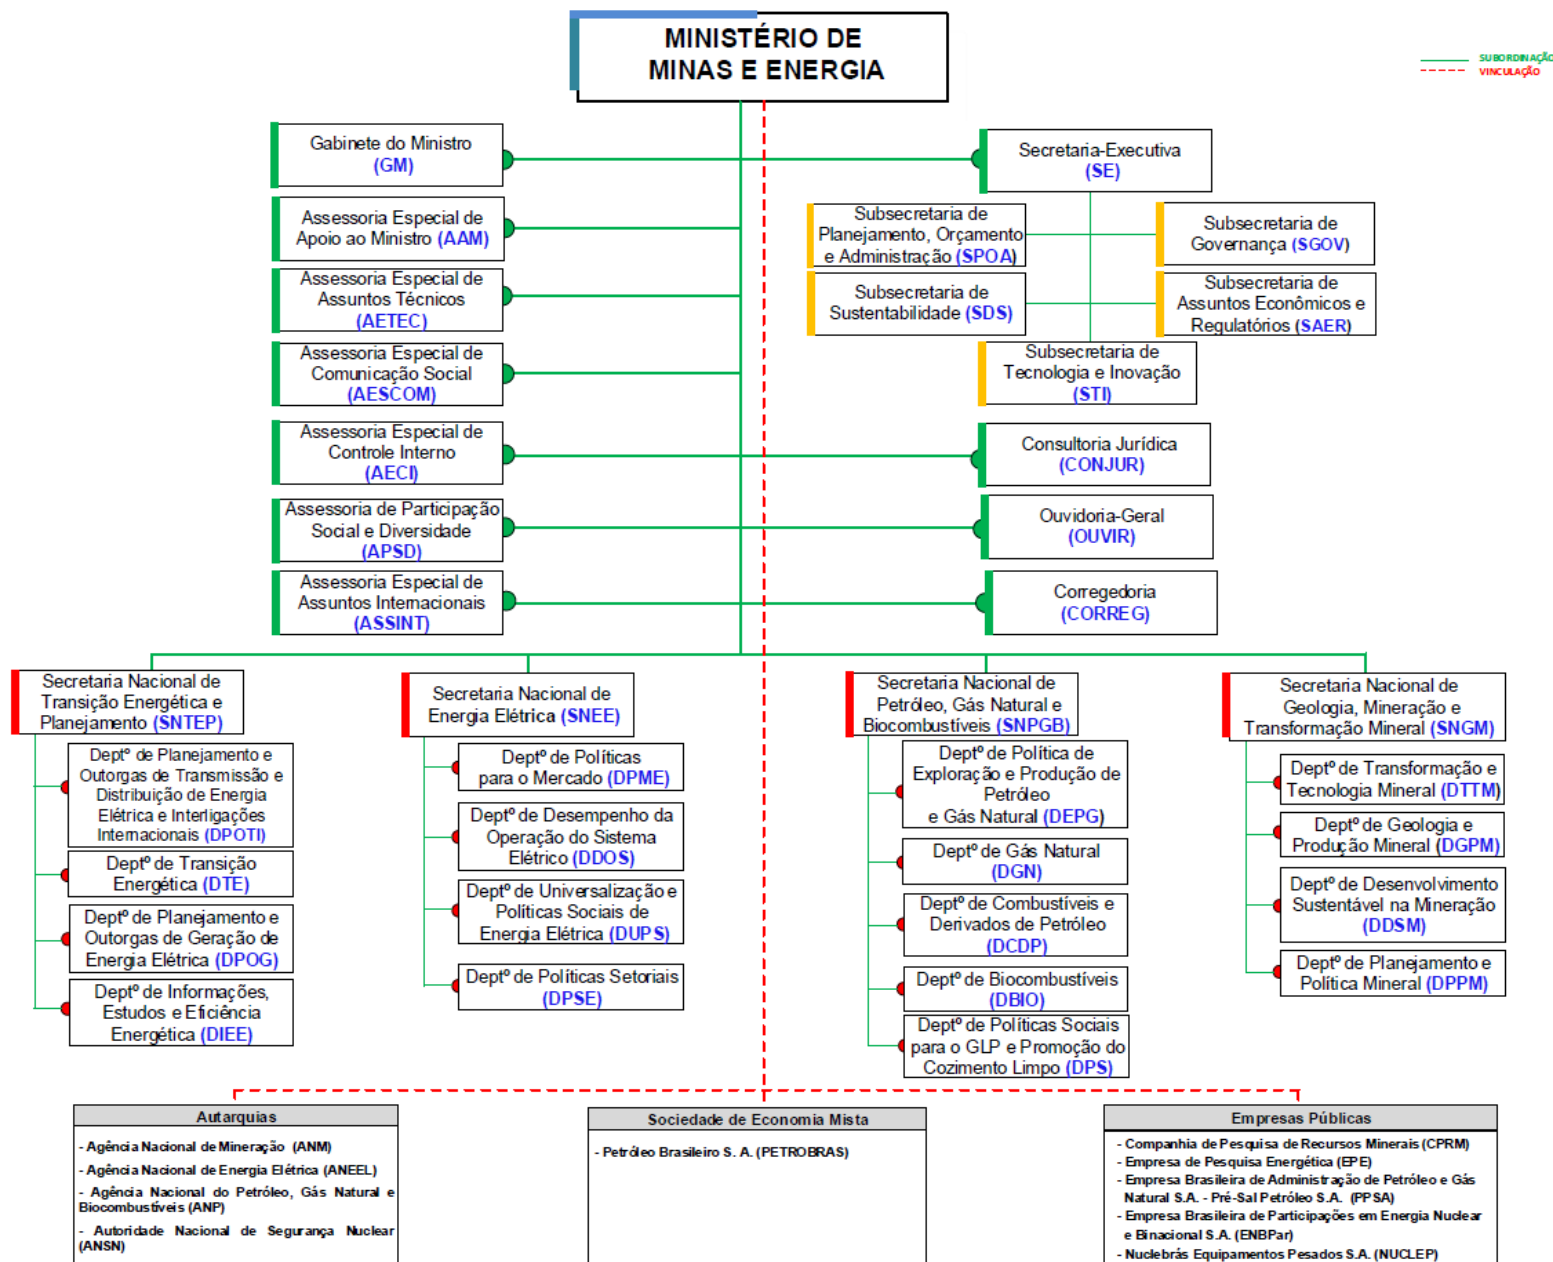 MINISTÉRIO DE
MINAS E ENERGIA
SUBORDINAÇÃO
VINCULAÇÃO
Gabinete do Ministro
(GM)
Secretaria-Executiva
(SE)
Assessoria Especial de
Apoio ao Ministro (AAM)
Subsecretaria de
Planejamento, Orçamento
e Administração (SPOA)
Subsecretaria de
Governança (SGOV)
Assessoria Especial de
Assuntos Técnicos
(AETEC)
Subsecretaria de
Sustentabilidade (SDS)
Subsecretaria de
Assuntos Econômicos e
Regulatórios (SAER)
Assessoria Especial de
Comunicação Social
(AESCOM)
Subsecretaria de
Tecnologia e Inovação
(STI)
Assessoria Especial de
Controle Interno
(AECI)
Consultoria Jurídica
(CONJUR)
Assessoria de Participação
Social e Diversidade
(APSD)
Ouvidoria-Geral
(OUVIR)
Assessoria Especial de
Assuntos Internacionais
(ASSINT)
Corregedoria
(CORREG)
Secretaria Nacional de
Transição Energética e
Planejamento (SNTEP)
Deptº de Planejamento e
Outorgas de Transmissão e
Distribuição de Energia
Elétrica e Interligações
Internacionais (DPOTI)
Deptº de Transição
Energética (DTE)
Deptº de Planejamento e
Outorgas de Geração de
Energia Elétrica (DPOG)
Deptº de Informações,
Estudos e Eficiência
Energética (DIEE)
Secretaria Nacional de
Energia Elétrica (SNEE)
Deptº de Políticas
para o Mercado (DPME)
Deptº de Desempenho da
Operação do Sistema
Elétrico (DDOS)
Deptº de Universalização e
Políticas Sociais de
Energia Elétrica (DUPS)
Deptº de Políticas Setoriais
(DPSE)
Secretaria Nacional de
Petróleo, Gás Natural e
Biocombustíveis (SNPGB)
Deptº de Política de
Exploração e Produção de
Petróleo
e Gás Natural (DEPG)
Deptº de Gás Natural
(DGN)
Deptº de Combustíveis e
Derivados de Petróleo
(DCDP)
Deptº de Biocombustíveis
(DBIO)
Deptº de Políticas Sociais
para o GLP e Promoção do
Cozimento Limpo (DPS)
Secretaria Nacional de
Geologia, Mineração e
Transformação Mineral (SNGM)
Deptº de Transformação e
Tecnologia Mineral (DTTM)
Deptº de Geologia e
Produção Mineral (DGPM)
Deptº de Desenvolvimento
Sustentável na Mineração
(DDSM)
Deptº de Planejamento e
Política Mineral (DPPM)
Autarquias
- Agência Nacional de Mineração (ANM)
- Agência Nacional de Energia Elétrica (ANEEL)
- Agência Nacional do Petróleo, Gás Natural e
Biocombustíveis (ANP)
- Autoridade Nacional de Segurança Nuclear
(ANSN)
Sociedade de Economia Mista
- Petróleo Brasileiro S. A. (PETROBRAS)
Empresas Públicas
- Companhia de Pesquisa de Recursos Minerais (CPRM)
- Empresa de Pesquisa Energética (EPE)
- Empresa Brasileira de Administração de Petróleo e Gás
Natural S.A. - Pré-Sal Petróleo S.A. (PPSA)
- Empresa Brasileira de Participações em Energia Nuclear
e Binacional S.A. (ENBPar)
- Nuclebrás Equipamentos Pesados S.A. (NUCLEP)